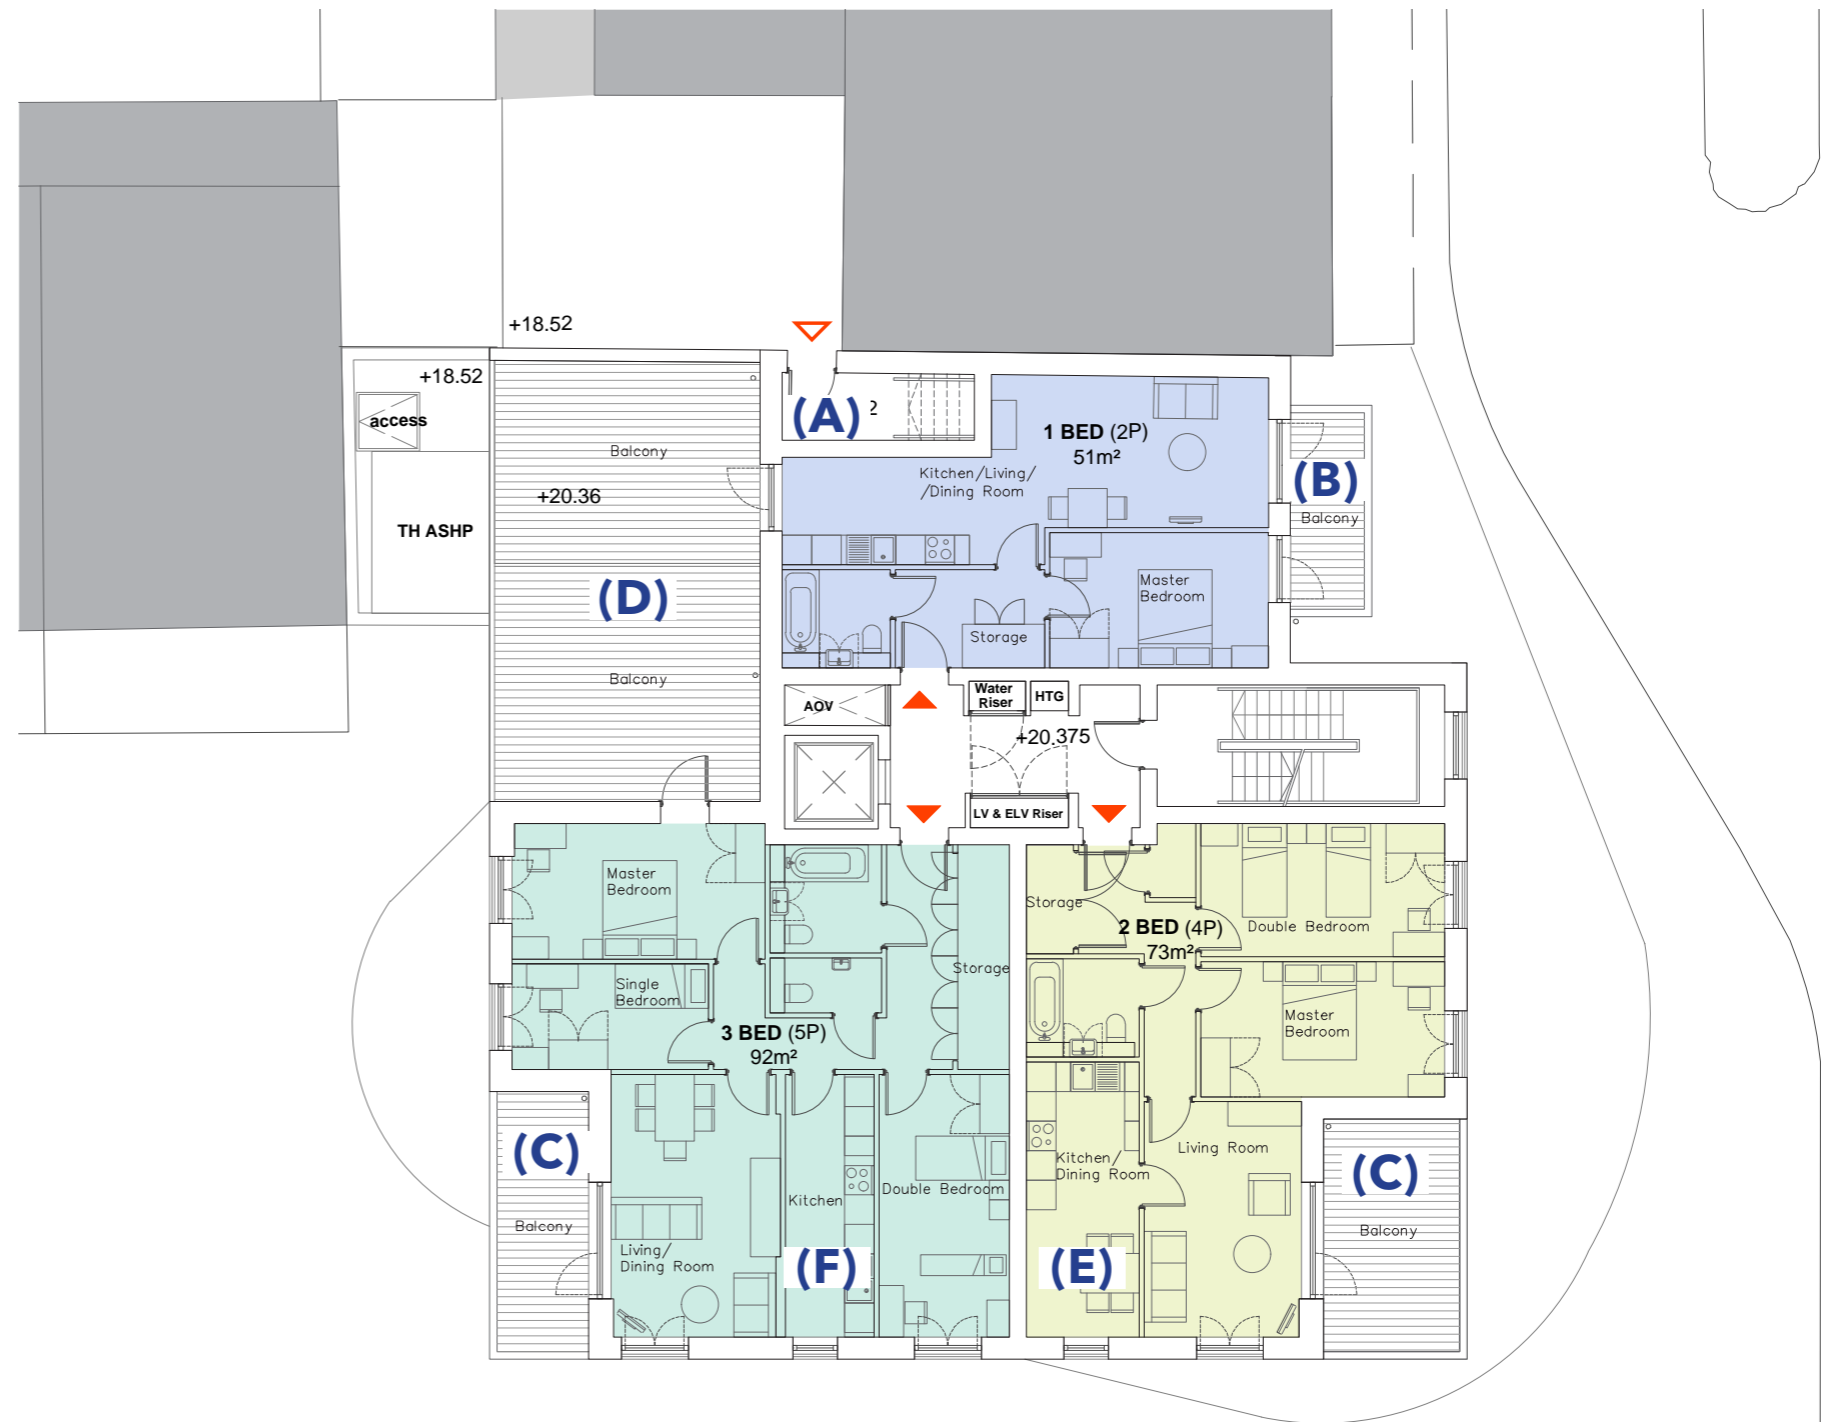 +18.52
+18.52
access
TH ASHP
Balcony
+20.36
(D)
Balcony
(A)
2
1 BED (2P)
51m²
Kitchen/Living/
/Dining Room
(B)
Balcony
Master
Bedroom
Storage
AOV
Water
Riser
HTG
+20.375
LV & ELV Riser
Master
Bedroom
Single
Bedroom
Storage
3 BED (5P)
92m²
(C)
Balcony
Living/
Dining Room
Kitchen
(F)
Double Bedroom
Storage
2 BED (4P)
73m²
Double Bedroom
Master
Bedroom
Kitchen/
Dining Room
(E)
Living Room
(C)
Balcony